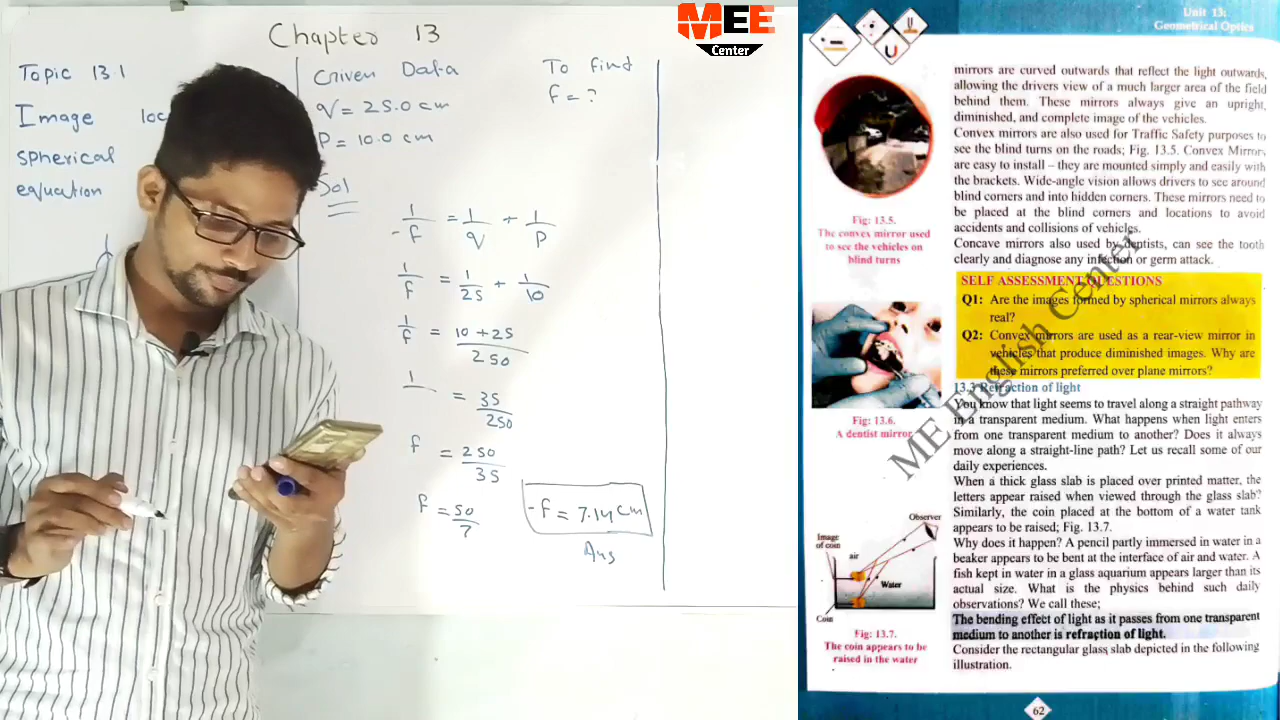 Chapter 13
MEE
Center
Topic 13.1
Image loc
spherical
equation
Given Data
q = 25.0 cm
P = 10.0 cm
To find
f = ?
Sol
1/-f = 1/q + 1/p
1/f = 1/25 + 1/10
1/f = 10+25/250
1/ = 35/250
f = 250/35
f = 50/7
-f = 7.14 cm
Ans
Unit 13:
Geometrical Optics
mirrors are curved outwards that reflect the light outwards,
allowing the drivers view of a much larger area of the field
behind them. These mirrors always give an upright,
diminished, and complete image of the vehicles.
Convex mirrors are also used for Traffic Safety purposes to
see the blind turns on the roads; Fig. 13.5. Convex Mirrors
are easy to install – they are mounted simply and easily with
the brackets. Wide-angle vision allows drivers to see around
blind corners and into hidden corners. These mirrors need to
be placed at the blind corners and locations to avoid
accidents and collisions of vehicles.
Concave mirrors also used by dentists, can see the tooth
clearly and diagnose any infection or germ attack.
Fig: 13.5.
The convex mirror used
to see the vehicles on
blind turns
SELF ASSESSMENT QUESTIONS
Q1: Are the images formed by spherical mirrors always
real?
Q2: Convex mirrors are used as a rear-view mirror in
vehicles that produce diminished images. Why are
these mirrors preferred over plane mirrors?
Fig: 13.6.
A dentist mirror
13.3 Refraction of light
You know that light seems to travel along a straight pathway
in a transparent medium. What happens when light enters
from one transparent medium to another? Does it always
move along a straight-line path? Let us recall some of our
daily experiences.
When a thick glass slab is placed over printed matter, the
letters appear raised when viewed through the glass slab?
Similarly, the coin placed at the bottom of a water tank
appears to be raised; Fig. 13.7.
Why does it happen? A pencil partly immersed in water in a
beaker appears to be bent at the interface of air and water. A
fish kept in water in a glass aquarium appears larger than its
actual size. What is the physics behind such daily
observations? We call these;
The bending effect of light as it passes from one transparent
medium to another is refraction of light.
Consider the rectangular glass slab depicted in the following
illustration.
Observer
Image
of coin
air
Water
Coin
Fig: 13.7.
The coin appears to be
raised in the water
ME English Center
62